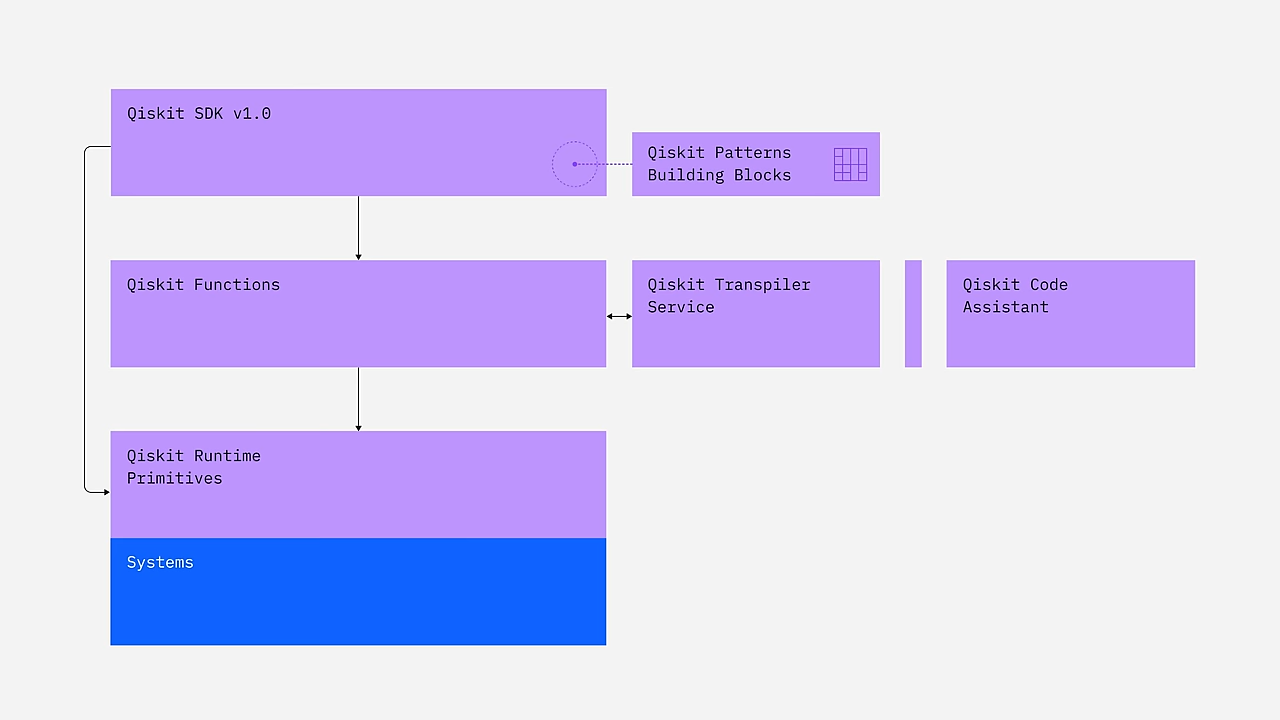 Qiskit SDK v1.0
Qiskit Patterns
Building Blocks
Qiskit Functions
Qiskit Transpiler
Service
Qiskit Code
Assistant
Qiskit Runtime
Primitives
Systems